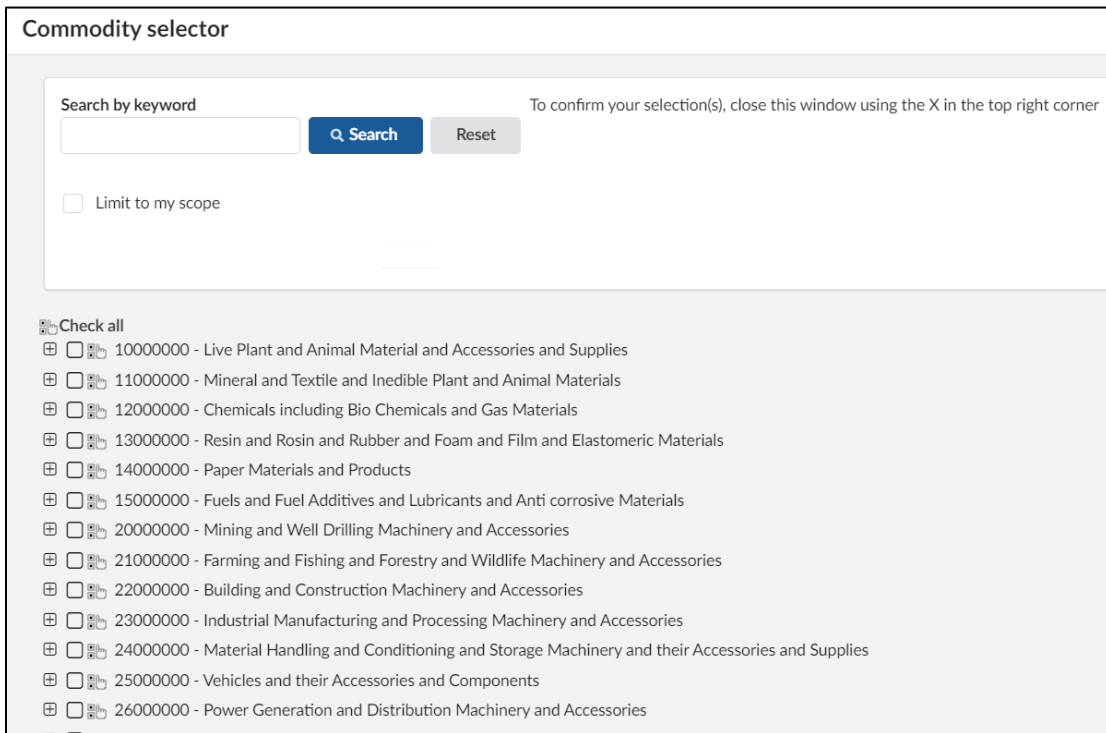 Commodity selector
Search by keyword
To confirm your selection(s), close this window using the X in the top right corner
Search
Reset
Limit to my scope
Check all
10000000 - Live Plant and Animal Material and Accessories and Supplies
11000000 - Mineral and Textile and Inedible Plant and Animal Materials
12000000 - Chemicals including Bio Chemicals and Gas Materials
13000000 - Resin and Rosin and Rubber and Foam and Film and Elastomeric Materials
14000000 - Paper Materials and Products
15000000 - Fuels and Fuel Additives and Lubricants and Anti corrosive Materials
20000000 - Mining and Well Drilling Machinery and Accessories
21000000 - Farming and Fishing and Forestry and Wildlife Machinery and Accessories
22000000 - Building and Construction Machinery and Accessories
23000000 - Industrial Manufacturing and Processing Machinery and Accessories
24000000 - Material Handling and Conditioning and Storage Machinery and their Accessories and Supplies
25000000 - Vehicles and their Accessories and Components
26000000 - Power Generation and Distribution Machinery and Accessories